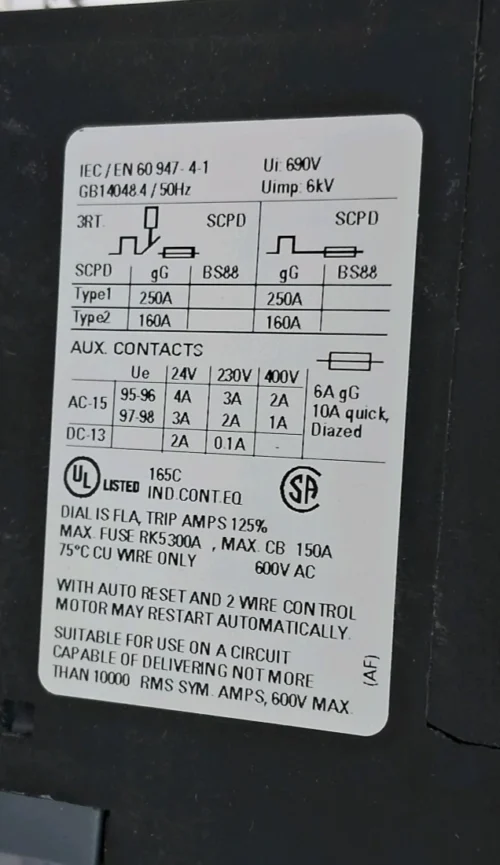 IEC/EN 60 947-4-1 Ui: 690V
GB14048.4 / 50Hz Uimp: 6kV
3RT SCPD SCPD
SCPD gG BS88 gG BS88
Type1 250A 250A
Type2 160A 160A
AUX. CONTACTS
Ue 24V 230V 400V
AC-15 95-96 4A 3A 2A 6A gG
97-98 3A 2A 1A 10A quick,
DC-13 2A 0.1A - Diazed
UL LISTED 165C SA
IND.CONT.EQ.
DIAL IS FLA, TRIP AMPS 125%
MAX. FUSE RK5 300A , MAX. CB 150A
75°C CU WIRE ONLY 600V AC
WITH AUTO RESET AND 2 WIRE CONTROL
MOTOR MAY RESTART AUTOMATICALLY.
SUITABLE FOR USE ON A CIRCUIT
CAPABLE OF DELIVERING NOT MORE
THAN 10000 RMS SYM. AMPS, 600V MAX.
(AF)